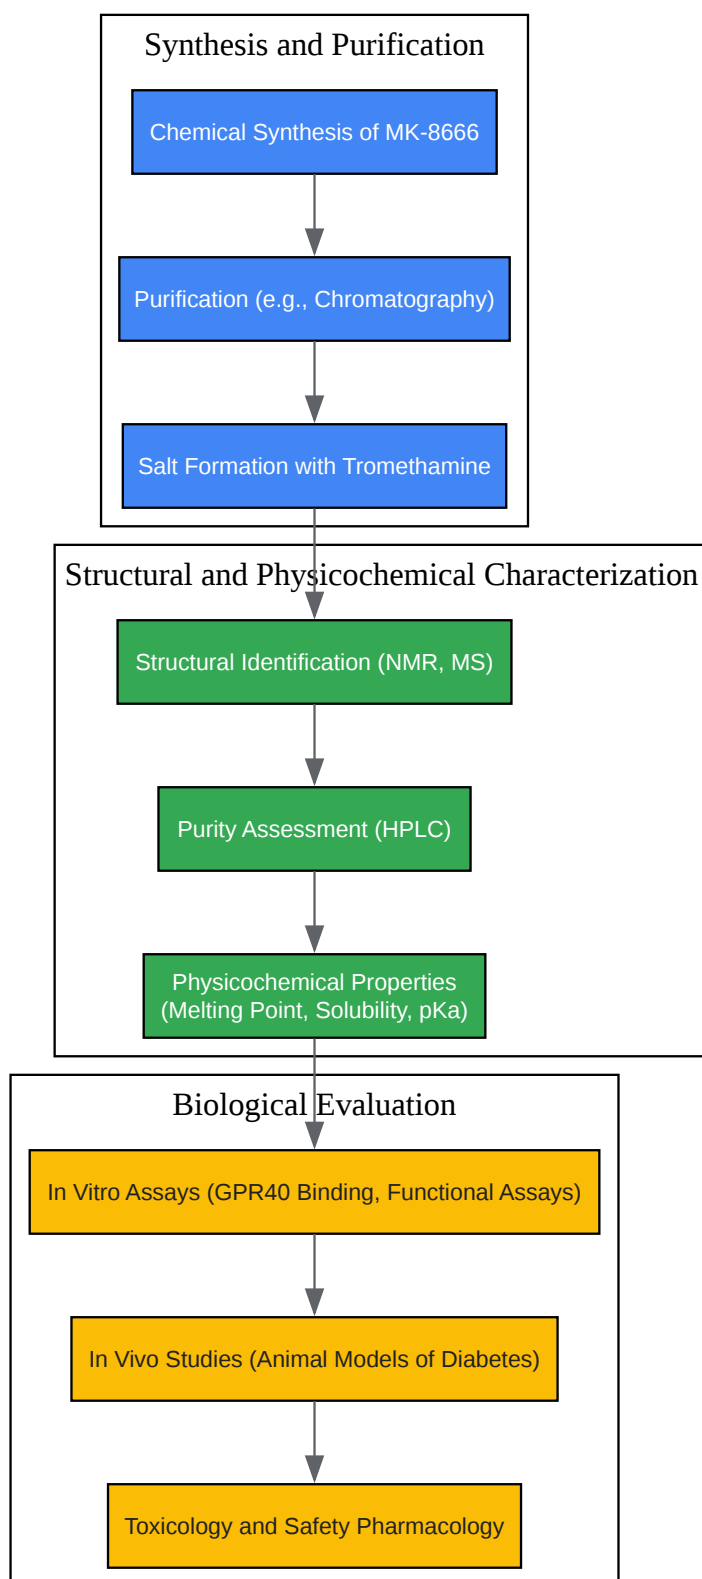 Synthesis and Purification
Chemical Synthesis of MK-8666
Purification (e.g., Chromatography)
Salt Formation with Tromethamine
Structural and Physicochemical Characterization
Structural Identification (NMR, MS)
Purity Assessment (HPLC)
Physicochemical Properties
(Melting Point, Solubility, pKa)
Biological Evaluation
In Vitro Assays (GPR40 Binding, Functional Assays)
In Vivo Studies (Animal Models of Diabetes)
Toxicology and Safety Pharmacology